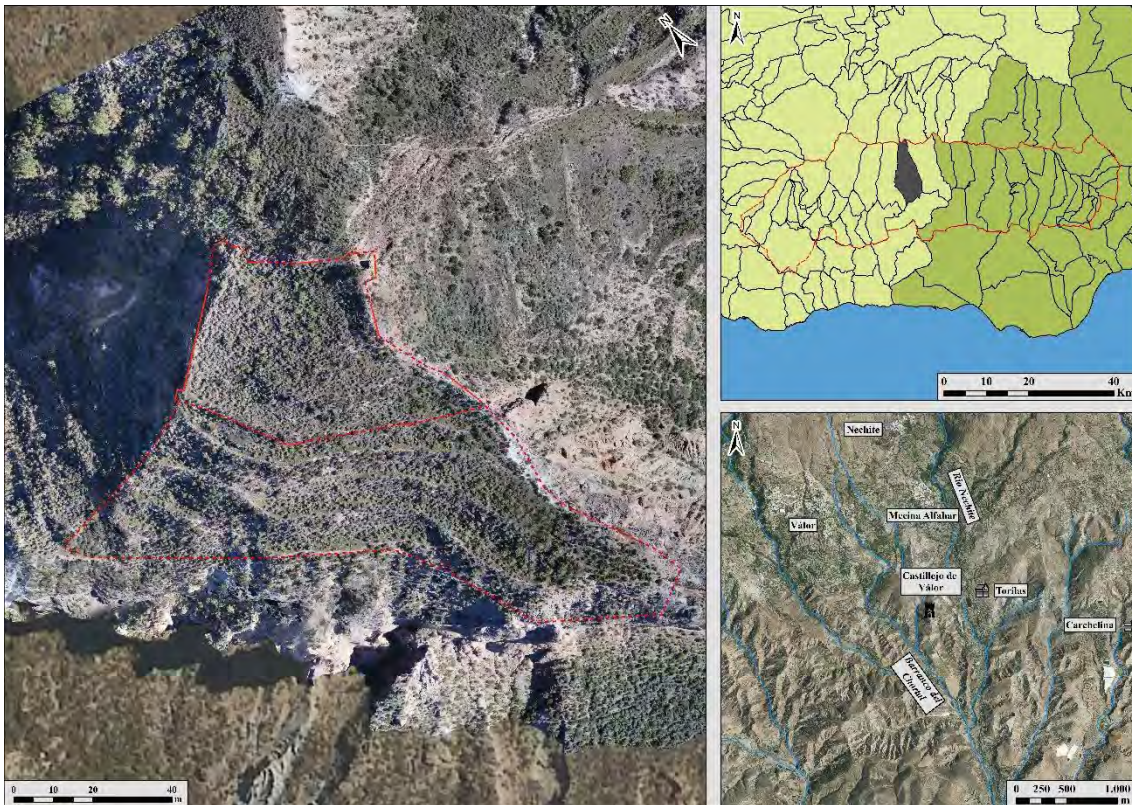 N
0 10 20 40
m
N
0 10 20 40
Km
N
Nechite
Río Nechite
Válor
Mecina Alfahar
Castillejo de
Válor
Torilas
Carchelina
Barranco del
0 250 500 1.000
m